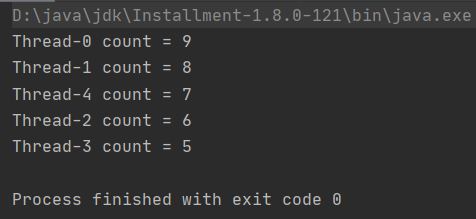 D:\java\jdk\Installment-1.8.0-121\bin\java.exe
Thread-0 count = 9
Thread-1 count = 8
Thread-4 count = 7
Thread-2 count = 6
Thread-3 count = 5
Process finished with exit code 0